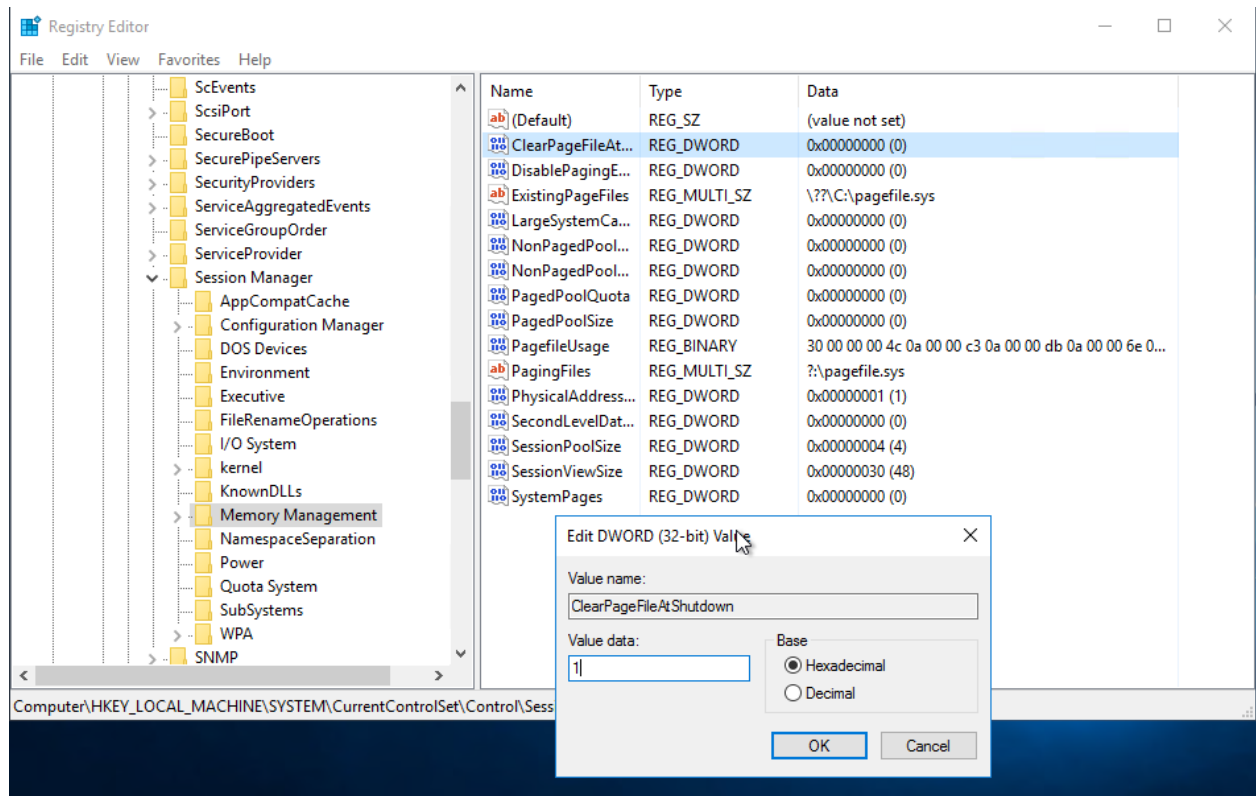 Registry Editor
File Edit View Favorites Help
ScEvents
ScsiPort
SecureBoot
SecurePipeServers
SecurityProviders
ServiceAggregatedEvents
ServiceGroupOrder
ServiceProvider
Session Manager
AppCompatCache
Configuration Manager
DOS Devices
Environment
Executive
FileRenameOperations
I/O System
kernel
KnownDLLs
Memory Management
NamespaceSeparation
Power
Quota System
SubSystems
WPA
SNMP
Name Type Data
(Default) REG_SZ (value not set)
ClearPageFileAt... REG_DWORD 0x00000000 (0)
DisablePagingE... REG_DWORD 0x00000000 (0)
ExistingPageFiles REG_MULTI_SZ \??\C:\pagefile.sys
LargeSystemCa... REG_DWORD 0x00000000 (0)
NonPagedPool... REG_DWORD 0x00000000 (0)
NonPagedPool... REG_DWORD 0x00000000 (0)
PagedPoolQuota REG_DWORD 0x00000000 (0)
PagedPoolSize REG_DWORD 0x00000000 (0)
PagefileUsage REG_BINARY 30 00 00 00 4c 0a 00 00 c3 0a 00 00 db 0a 00 00 6e 0...
PagingFiles REG_MULTI_SZ ?:\pagefile.sys
PhysicalAddress... REG_DWORD 0x00000001 (1)
SecondLevelDat... REG_DWORD 0x00000000 (0)
SessionPoolSize REG_DWORD 0x00000004 (4)
SessionViewSize REG_DWORD 0x00000030 (48)
SystemPages REG_DWORD 0x00000000 (0)
Edit DWORD (32-bit) Value
Value name:
ClearPageFileAtShutdown
Value data: Base
1 Hexadecimal
Decimal
OK Cancel
Computer\HKEY_LOCAL_MACHINE\SYSTEM\CurrentControlSet\Control\Sess